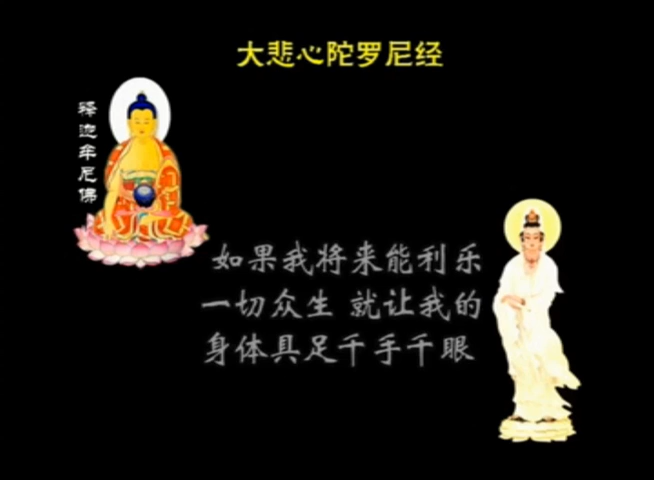 大悲心陀罗尼经
释迦牟尼佛
如果我将来能利乐
一切众生 就让我的
身体具足千手千眼